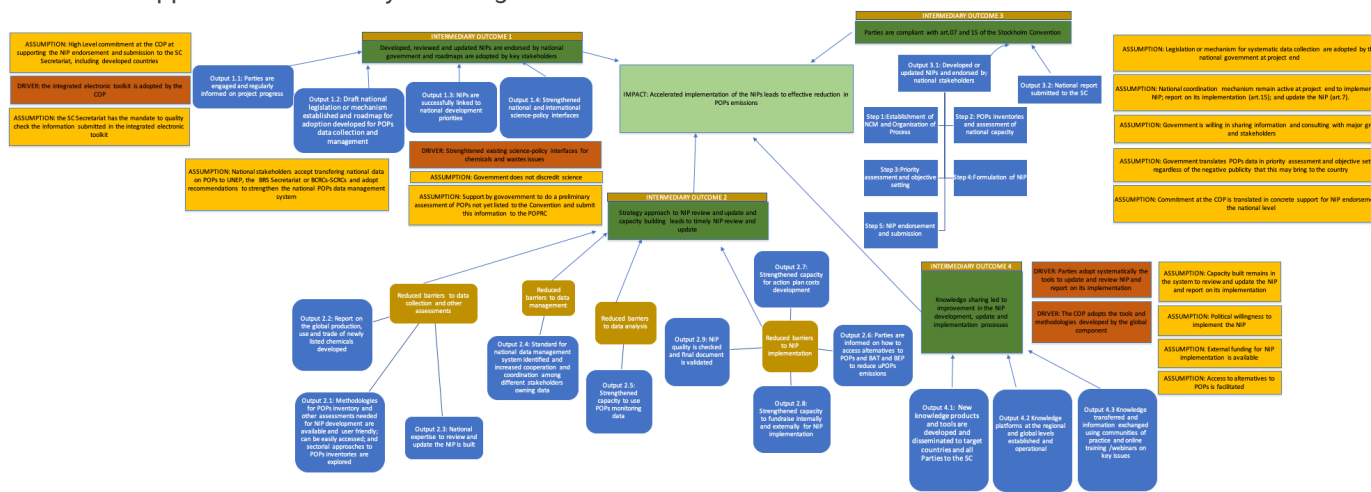 INTERMEDIARY OUTCOME 1
Developed, reviewed and updated NIPs are endorsed by national
government and roadmaps are adopted by key stakeholders
ASSUMPTION: High Level commitment at the COP at
supporting the NIP endorsement and submission to the SC
Secretariat, including developed countries
DRIVER: the integrated electronic toolkit is adopted by the
COP
ASSUMPTION: the SC Secretariat has the mandate to quality
check the information submitted in the integrated electronic
toolkit
Output 1.1: Parties are
engaged and regularly
informed on project progress
Output 1.2: Draft national
legislation or mechanism
established and roadmap for
adoption developed for POPs
data collection and
management
Output 1.3: NIPs are
successfully linked to
national development
priorities
Output 1.4: Strengthened
national and international
science-policy interfaces
ASSUMPTION: National stakeholders accept transfering national data
on POPs to UNEP, the BRS Secretariat or BCRCs-SCRCs and adopt
recommendations to strengthen the national POPs data management
system
DRIVER: Strenghtented existing science-policy interfaces for
chemicals and wastes issues
ASSUMPTION: Government does not discredit science
ASSUMPTION: Support by govovernment to do a preliminary
assessment of POPs not yet listed to the Convention and submit
this information to the POPRC
IMPACT: Accelerated implementation of the NIPs leads to effective reduction in
POPs emissions
INTERMEDIARY OUTCOME 3
Parties are compliant with art.07 and 15 of the Stockholm Convention
Output 3.1: Developed or
updated NIPs and endorsed by
national stakeholders
Output 3.2: National report
submitted to the SC
Step 1:Establishment of
NCM and Organisation of
Process
Step 2: POPs inventories
and assessment of
national capacity
Step 3:Priority
assessment and objective
setting
Step 4:Formulation of NIP
Step 5: NIP endorsement
and submission
ASSUMPTION: Legislation or mechanism for systematic data collection are adopted by the
national government at project end
ASSUMPTION: National coordination mechanism remain active at project end to implement
NIP; report on its implementation (art.15); and update the NIP (art.7).
ASSUMPTION: Government is willing in sharing information and consulting with major
and stakeholders
ASSUMPTION: Government translates POPs data in priority assessment and objective
regardless of the negative publicity that this may bring to the country
ASSUMPTION: Commitment at the COP is translated in concrete support for NIP
the national level
INTERMEDIARY OUTCOME 2
Strategy approach to NIP review and update and
capacity building leads to timely NIP review and
update
Reduced barriers to data
collection and other
assessments
Reduced
barriers to data
management
Reduced barriers
to data analysis
Reduced
barriers to NIP
implementation
Output 2.2: Report on
the global production,
use and trade of newly
listed chemicals
developed
Output 2.1: Methodologies
for POPs inventory and
other assessments needed
for NIP development are
available and user friendly;
can be easily accessed; and
sectorial approaches to
POPs inventories are
explored
Output 2.3: National
expertise to review and
update the NIP is built
Output 2.4: Standard for
national data management
system identified and
increased cooperation and
coordination among
different stakeholders
owning data
Output 2.5:
Strengthened
capacity to use
POPs monitoring
data
Output 2.7:
Strengthened capacity
for action plan costs
development
Output 2.9: NIP
quality is checked
and final document
is validated
Output 2.6: Parties are
informed on how to
access alternatives to
POPs and BAT and BEP
to reduce uPOPs
emissions
Output 2.8:
Strengthened capacity
to fundraise internally
and externally for NIP
implementation
INTERMEDIARY OUTCOME 4
Knowledge sharing led to
improvement in the NIP
development, update and
implementation processes
DRIVER: Parties adopt systematically the
tools to update and review NIP and
report on its implementation
DRIVER: The COP adopts the tools and
methodologies developed by the global
component
ASSUMPTION: Capacity built remains in
the system to review and update the NIP
and report on its implementation
ASSUMPTION: Political willingness to
implement the NIP
ASSUMPTION: External funding for NIP
implementation is available
ASSUMPTION: Access to alternatives to
POPs is facilitated
Output 4.1: New
knowledge products
and tools are
developed and
disseminated to target
countries and all
Parties to the SC
Output 4.2 Knowledge
platforms at the regional
and global levels
established and
operational
Output 4.3 Knowledge
transferred and
information exchanged
using communities of
practice and online
training /webinars on
key issues